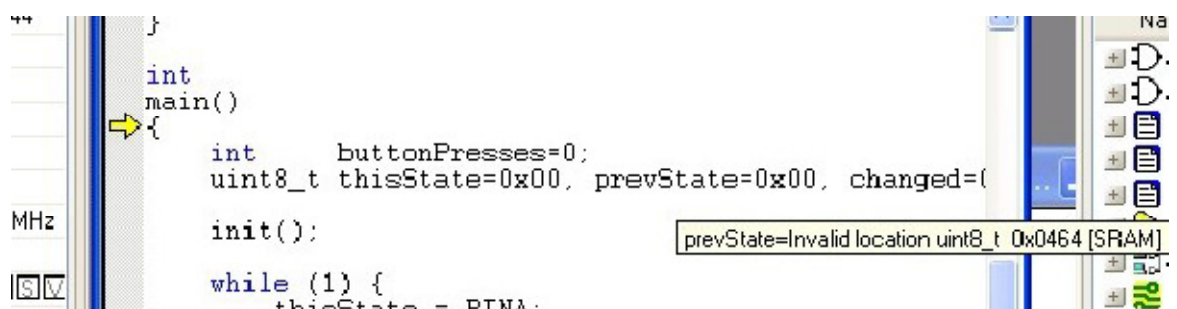 44
Na
}
int
main()
{
int buttonPresses=0;
uint8_t thisState=0x00, prevState=0x00, changed=(
MHz
init();
prevState=Invalid location uint8_t 0x0464 [SRAM]
while (1) {
S V
thisState = PINA;